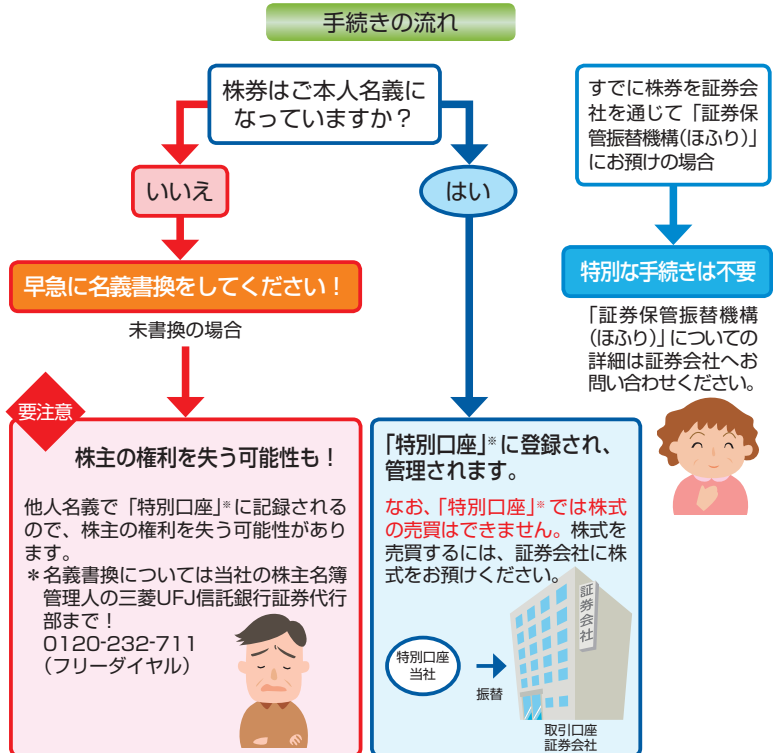 手続きの流れ
株券はご本人名義に
なっていますか？
いいえ
はい
早急に名義書換をしてください！
未書換の場合
要注意
株主の権利を失う可能性も！
他人名義で「特別口座」※に記録される
ので、株主の権利を失う可能性があり
ます。
＊名義書換については当社の株主名簿
管理人の三菱UFJ信託銀行証券代行
部まで！
0120-232-711
（フリーダイヤル）
「特別口座」※に登録され、
管理されます。
なお、「特別口座」※では株式
の売買はできません。株式を
売買するには、証券会社に株
式をお預けください。
特別口座
当社
振替
証券会社
取引口座
証券会社
すでに株券を証券会
社を通じて「証券保
管振替機構(ほふり)」
にお預けの場合
特別な手続きは不要
「証券保管振替機構
(ほふり)」についての
詳細は証券会社へお
問い合わせください。